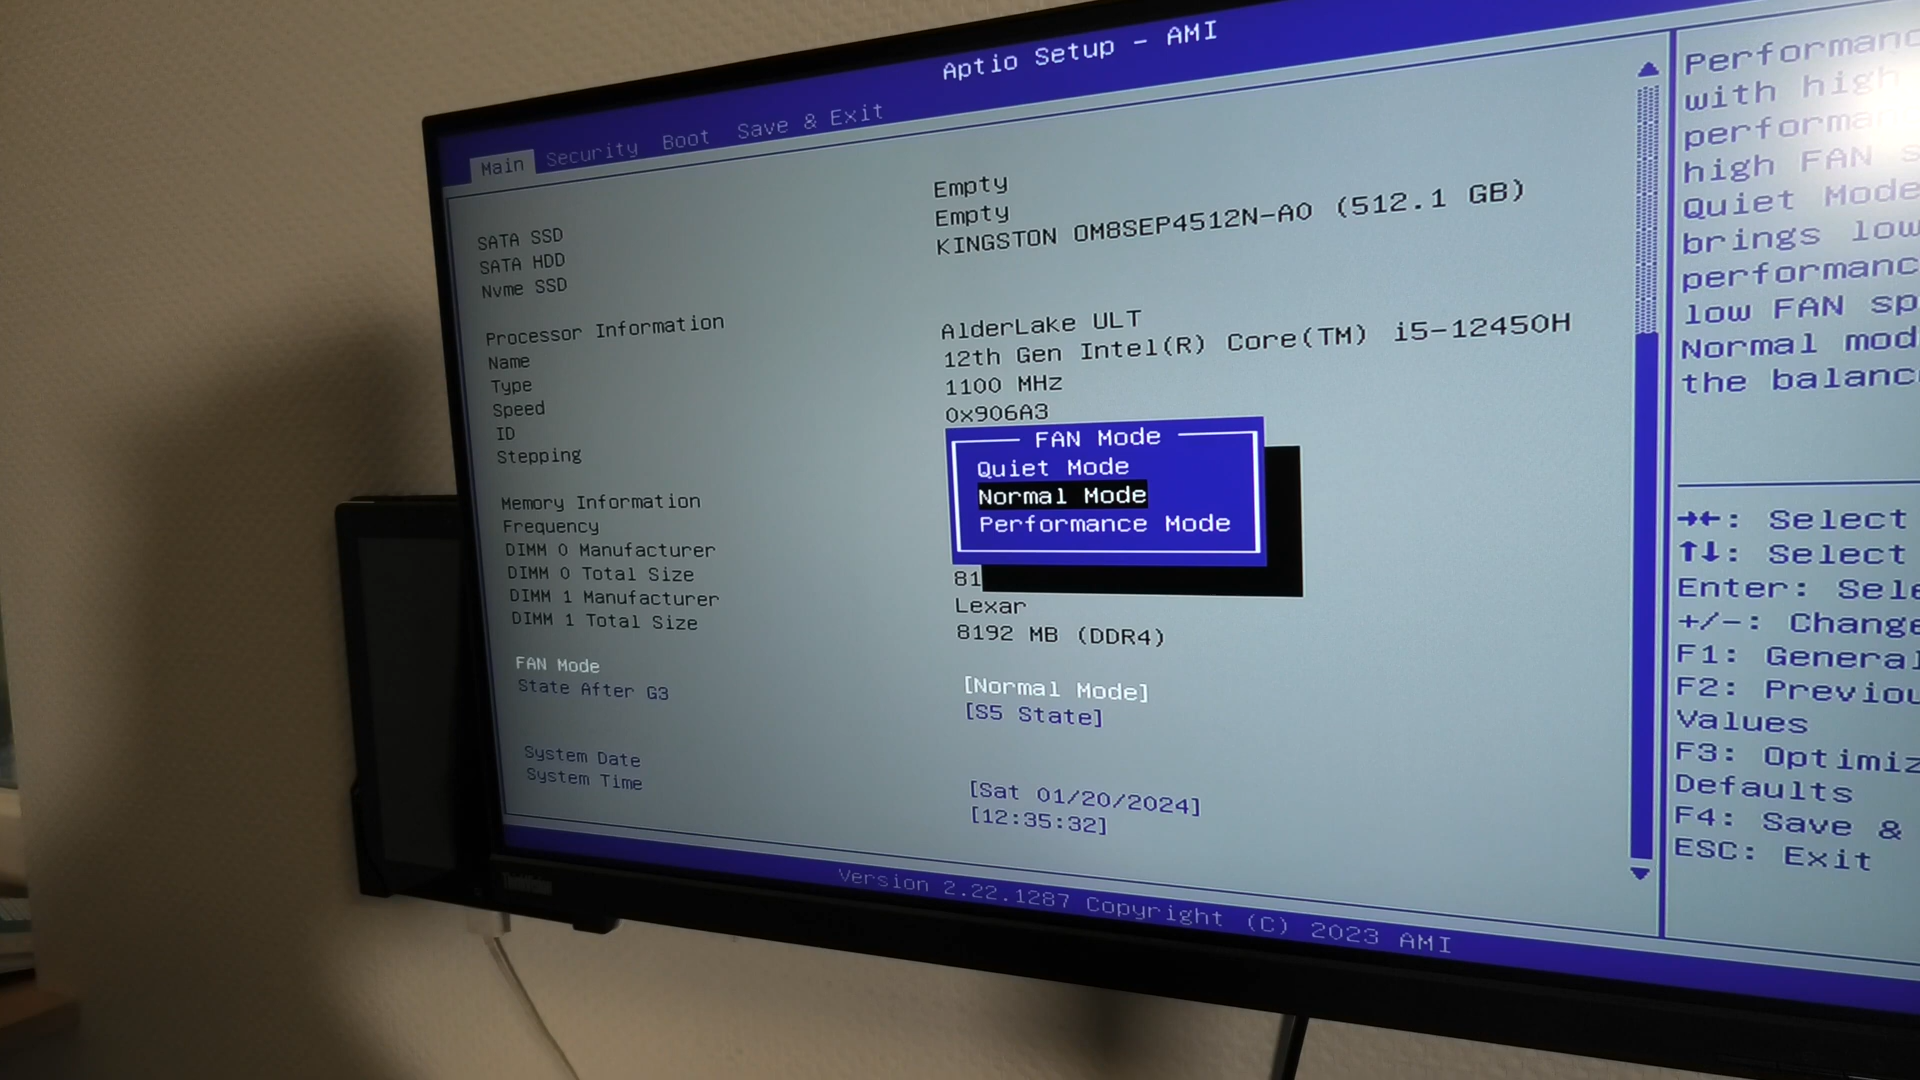 Aptio Setup - AMI
Main Security Boot Save & Exit
SATA SSD Empty
SATA HDD Empty
Nvme SSD KINGSTON OM8SEP4512N-A0 (512.1 GB)
Processor Information
Name AlderLake ULT
Type 12th Gen Intel(R) Core(TM) i5-12450H
Speed 1100 MHz
ID 0x906A3
Stepping
Memory Information
Frequency
DIMM 0 Manufacturer
DIMM 0 Total Size 81
DIMM 1 Manufacturer Lexar
DIMM 1 Total Size 8192 MB (DDR4)
FAN Mode [Normal Mode]
State After G3 [S5 State]
System Date [Sat 01/20/2024]
System Time [12:35:32]
FAN Mode
Quiet Mode
Normal Mode
Performance Mode
Performanc
with high
performa
high FAN s
Quiet Mode
brings low
performanc
low FAN sp
Normal mod
the balanc
→←: Select
↑↓: Select
Enter: Sele
+/-: Change
F1: General
F2: Previou
Values
F3: Optimiz
Defaults
F4: Save &
ESC: Exit
Version 2.22.1287 Copyright (C) 2023 AMI